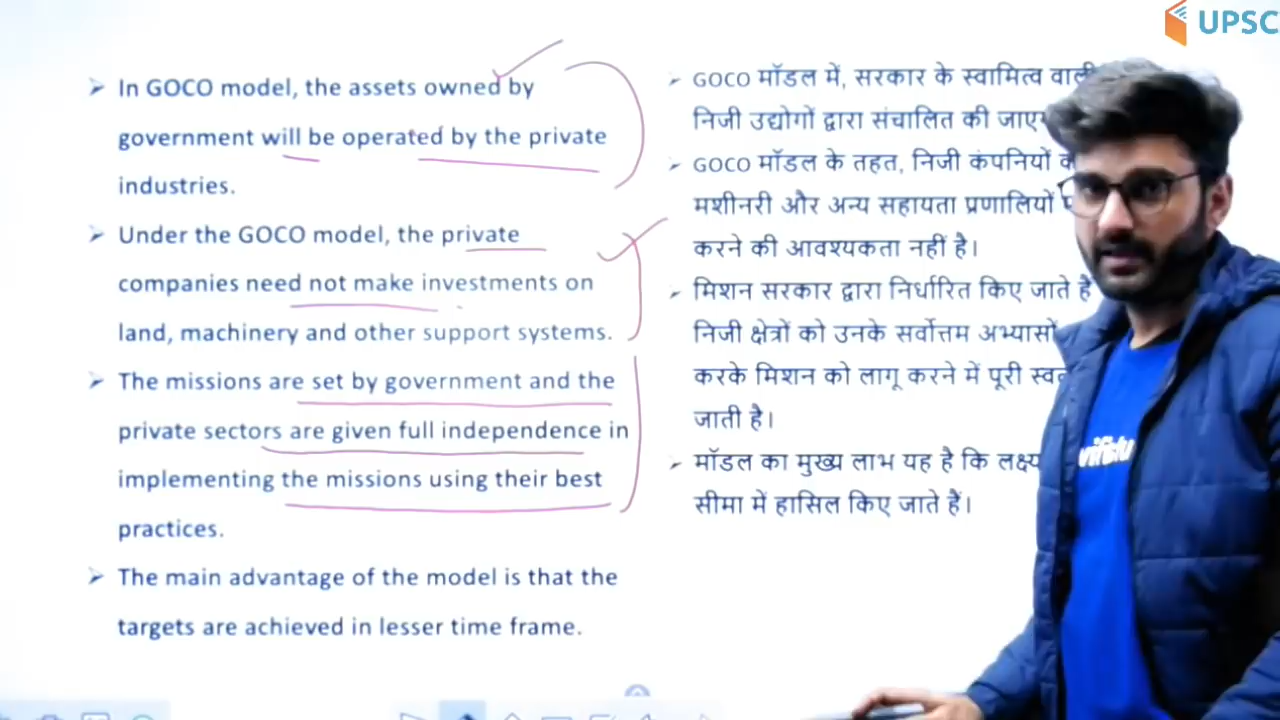 UPSC
➢ In GOCO model, the assets owned by
government will be operated by the private
industries.
➢ Under the GOCO model, the private
companies need not make investments on
land, machinery and other support systems.
➢ The missions are set by government and the
private sectors are given full independence in
implementing the missions using their best
practices.
➢ The main advantage of the model is that the
targets are achieved in lesser time frame.
➢ GOCO मॉडल में, सरकार के स्वामित्व
निजी उद्योगों द्वारा संचालित की
➢ GOCO मॉडल के तहत, निजी कंपनियों
मशीनरी और अन्य सहायता प्रणालियों
करने की आवश्यकता नहीं है।
➢ मिशन सरकार द्वारा निर्धारित किए जाते हैं
निजी क्षेत्रों को उनके सर्वोत्तम
करके मिशन को लागू करने में पूरी
जाती है।
➢ मॉडल का मुख्य लाभ यह है कि
सीमा में हासिल किए जाते हैं।